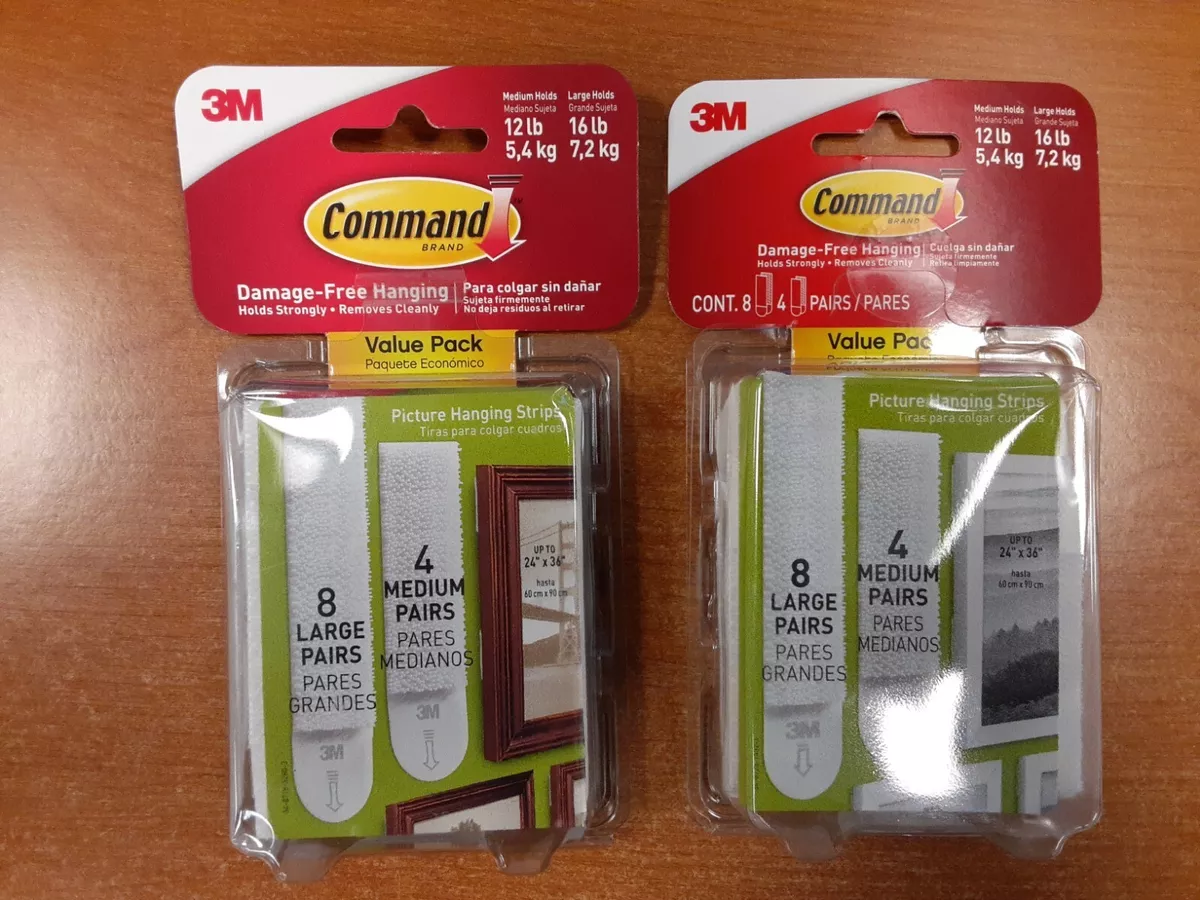 3M
Medium Holds
Mediano Sujeta
12 lb
5,4 kg
Large Holds
Grande Sujeta
16 lb
7,2 kg
Command
BRAND
Damage-Free Hanging
Holds Strongly • Removes Cleanly
Para colgar sin dañar
Sujeta firmemente
No deja residuos al retirar
Value Pack
Paquete Económico
Picture Hanging Strips
Tiras para colgar cuadros
8
LARGE
PAIRS
PARES
GRANDES
3M
4
MEDIUM
PAIRS
PARES
MEDIANOS
3M
UP TO
24" x 36"
hasta
60 cm x 90 cm
3M
Medium Holds
Mediano Sujeta
12 lb
5,4 kg
Large Holds
Grande Sujeta
16 lb
7,2 kg
Command
BRAND
Damage-Free Hanging
Holds Strongly • Removes Cleanly
Cuelga sin dañar
Sujeta firmemente
Retira limpiamente
CONT. 8 4 PAIRS / PARES
Value Pac
Paquete Económi
Picture Hanging Strips
Tiras para colgar cuadros
8
LARGE
PAIRS
PARES
GRANDES
3M
4
MEDIUM
PAIRS
PARES
MEDIANOS
UP TO
24" x 36"
hasta
60 cm x 90 cm